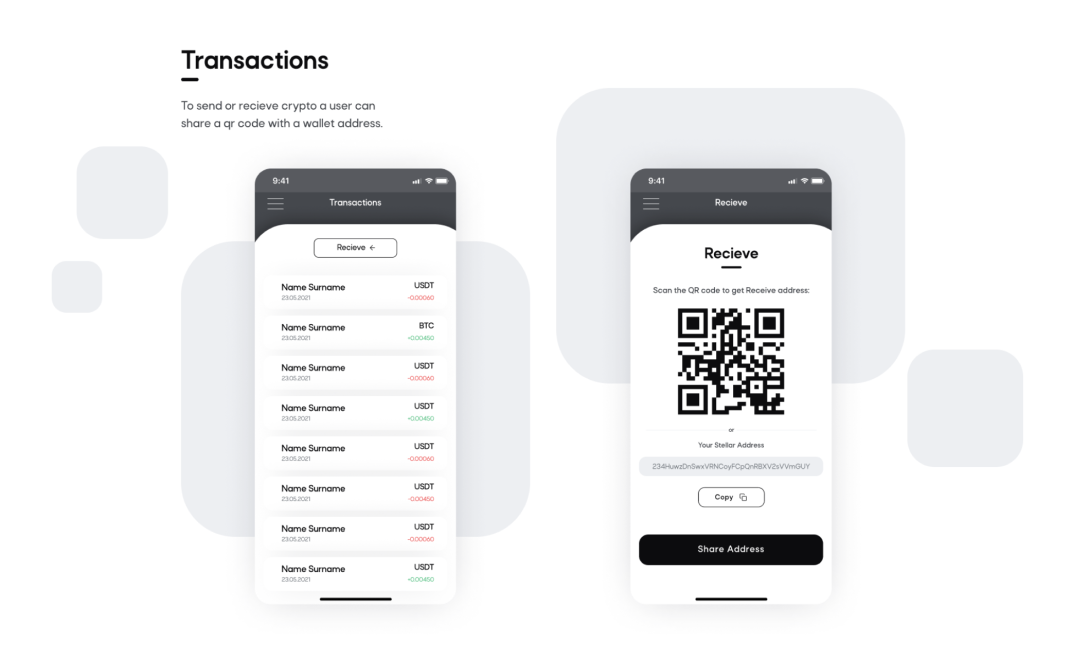 Transactions
To send or recieve crypto a user can
share a qr code with a wallet address.
9:41
Transactions
Recieve ←
Name Surname USDT
23.05.2021 -0.00060
Name Surname BTC
23.05.2021 +0.00450
Name Surname USDT
23.05.2021 -0.00060
Name Surname USDT
23.05.2021 +0.00450
Name Surname USDT
23.05.2021 -0.00060
Name Surname USDT
23.05.2021 -0.00450
Name Surname USDT
23.05.2021 -0.00060
Name Surname USDT
23.05.2021 +0.00450
9:41
Recieve
Recieve
Scan the QR code to get Receive address:
or
Your Stellar Address
234HuwzDnSwxVRNCoyFCpQnRBXV2sVVmGUY
Copy
Share Address